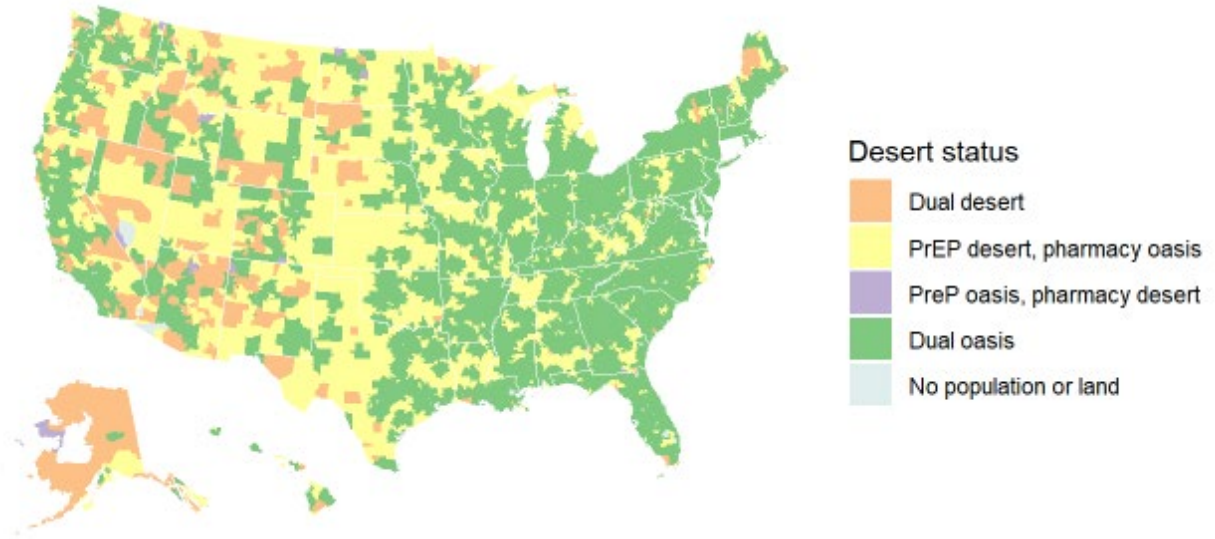 Desert status
Dual desert
PrEP desert, pharmacy oasis
PreP oasis, pharmacy desert
Dual oasis
No population or land